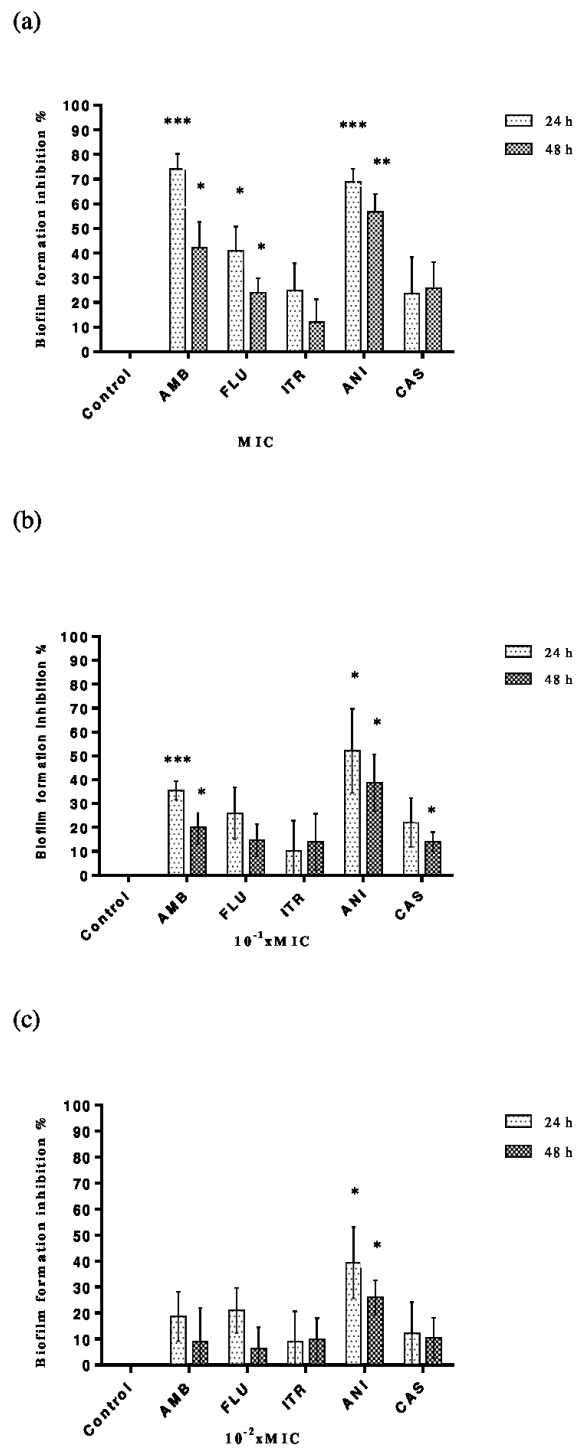 (a)
Biofilm formation inhibition %
100
90
80
70
60
50
40
30
20
10
0
*** * * * *** **
24 h
48 h
Control AMB FLU ITR ANI CAS
MIC
(b)
Biofilm formation inhibition %
100
90
80
70
60
50
40
30
20
10
0
*** * * * *
24 h
48 h
Control AMB FLU ITR ANI CAS
10⁻¹xMIC
(c)
Biofilm formation inhibition %
100
90
80
70
60
50
40
30
20
10
0
* *
24 h
48 h
Control AMB FLU ITR ANI CAS
10⁻²xMIC